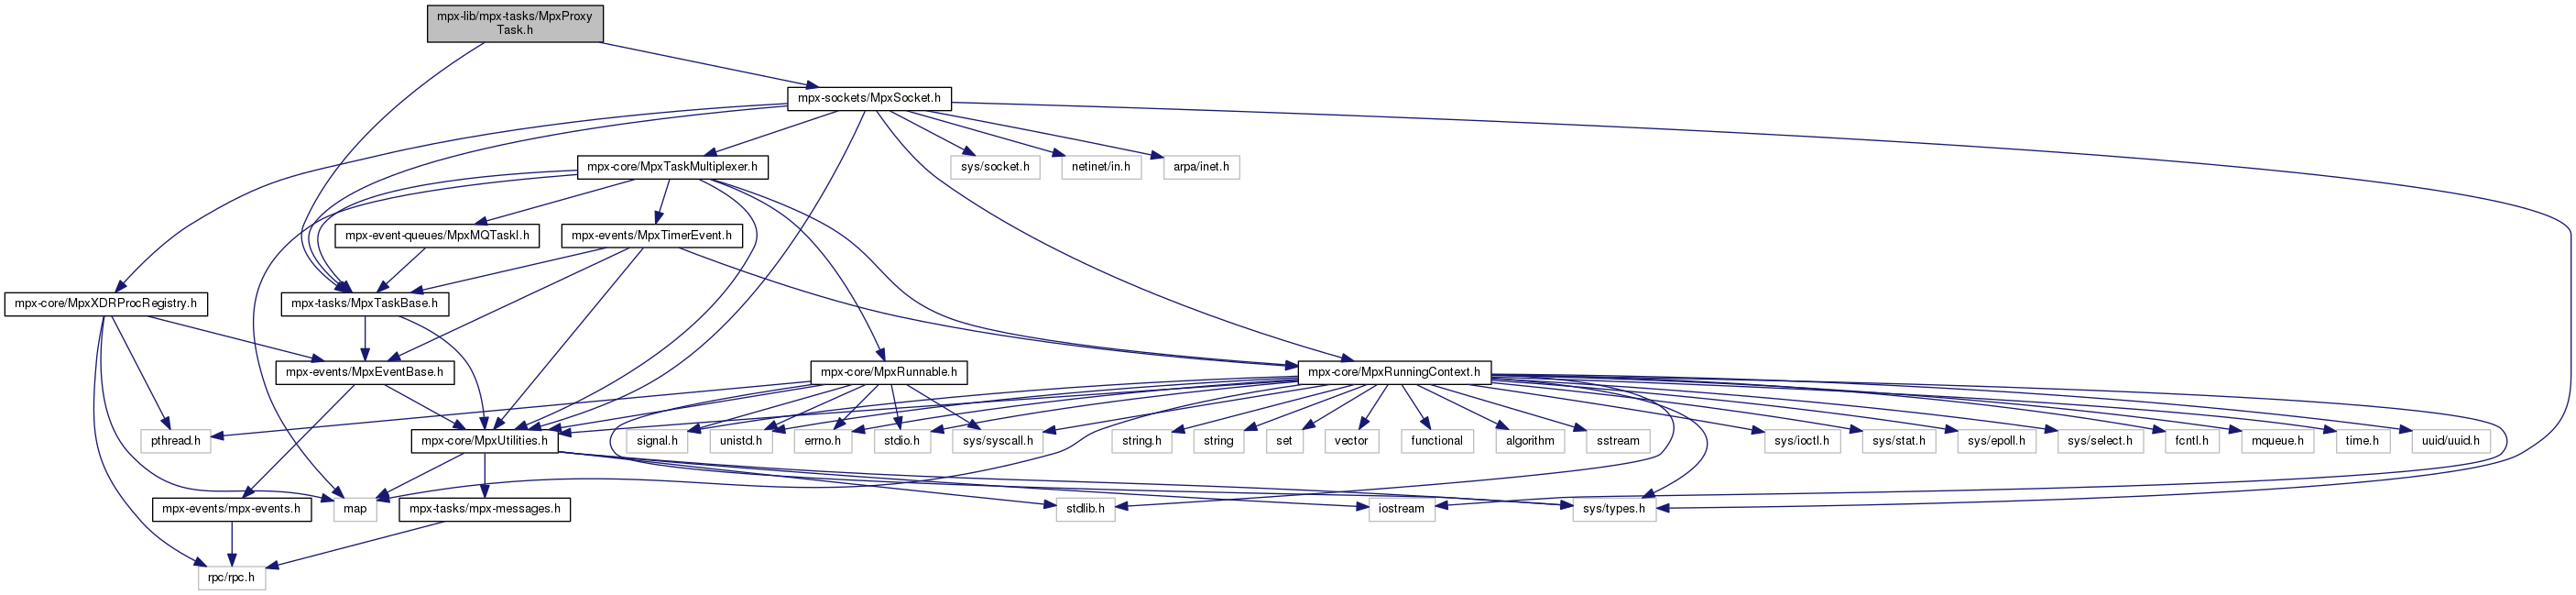 mpx-lib/mpx-tasks/MpxProxy
Task.h
mpx-sockets/MpxSocket.h
mpx-core/MpxTaskMultiplexer.h
sys/socket.h
netinet/in.h
arpa/inet.h
mpx-event-queues/MpxMQTaskI.h
mpx-events/MpxTimerEvent.h
mpx-core/MpxXDRProcRegistry.h
mpx-tasks/MpxTaskBase.h
mpx-events/MpxEventBase.h
mpx-core/MpxRunnable.h
mpx-core/MpxRunningContext.h
pthread.h
mpx-core/MpxUtilities.h
signal.h
unistd.h
errno.h
stdio.h
sys/syscall.h
string.h
string
set
vector
functional
algorithm
sstream
sys/ioctl.h
sys/stat.h
sys/epoll.h
sys/select.h
fcntl.h
mqueue.h
time.h
uuid/uuid.h
mpx-events/mpx-events.h
map
mpx-tasks/mpx-messages.h
stdlib.h
iostream
sys/types.h
rpc/rpc.h